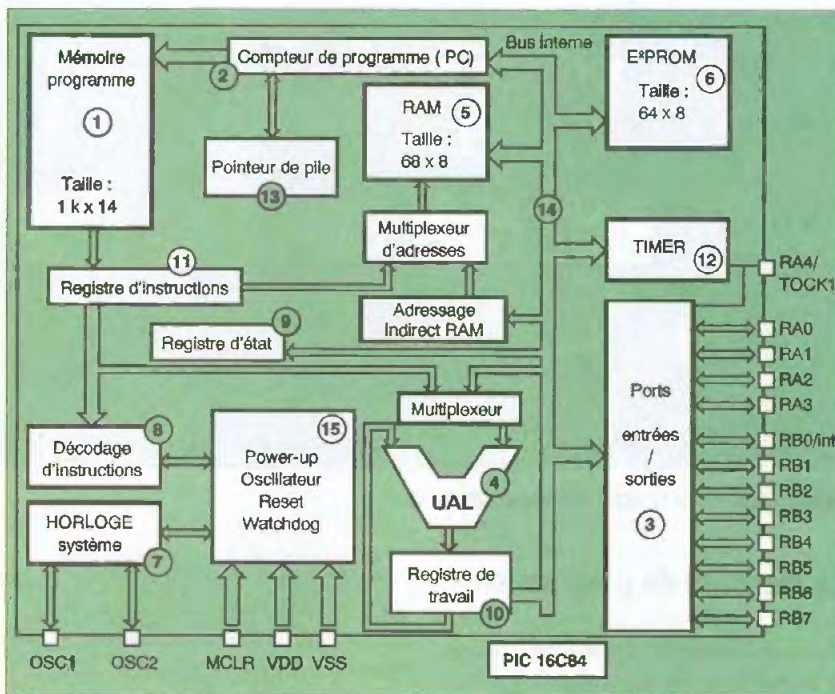 Mémoire
programme
1
Taille :
1 k x 14
2
Compteur de programme ( PC)
Bus Interne
E²PROM
6
Taille :
64 x 8
RAM
5
Taille :
68 x 8
Pointeur de pile
13
14
Multiplexeur
d'adresses
TIMER
12
RA4/
TOCK1
11
Registre d'instructions
Adressage
Indirect RAM
9
Registre d'état
Ports
entrées
/
sorties
3
RA0
RA1
RA2
RA3
RB0/int
RB1
RB2
RB3
RB4
RB5
RB6
RB7
Multiplexeur
8
Décodage
d'instructions
15
Power-up
Oscillateur
Reset
Watchdog
4
UAL
HORLOGE
système
7
Registre de
travail
10
OSC1
OSC2
MCLR
VDD
VSS
PIC 16C84